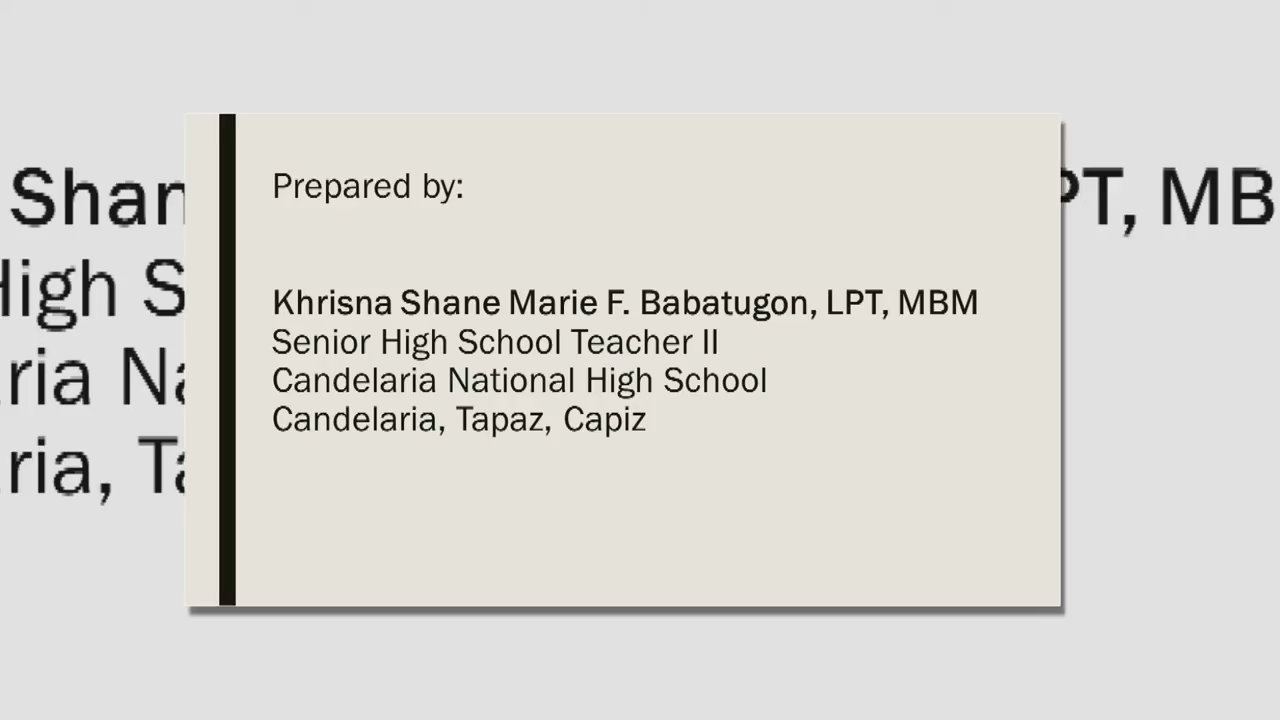 Prepared by:
Khrisna Shane Marie F. Babatugon, LPT, MBM
Senior High School Teacher II
Candelaria National High School
Candelaria, Tapaz, Capiz